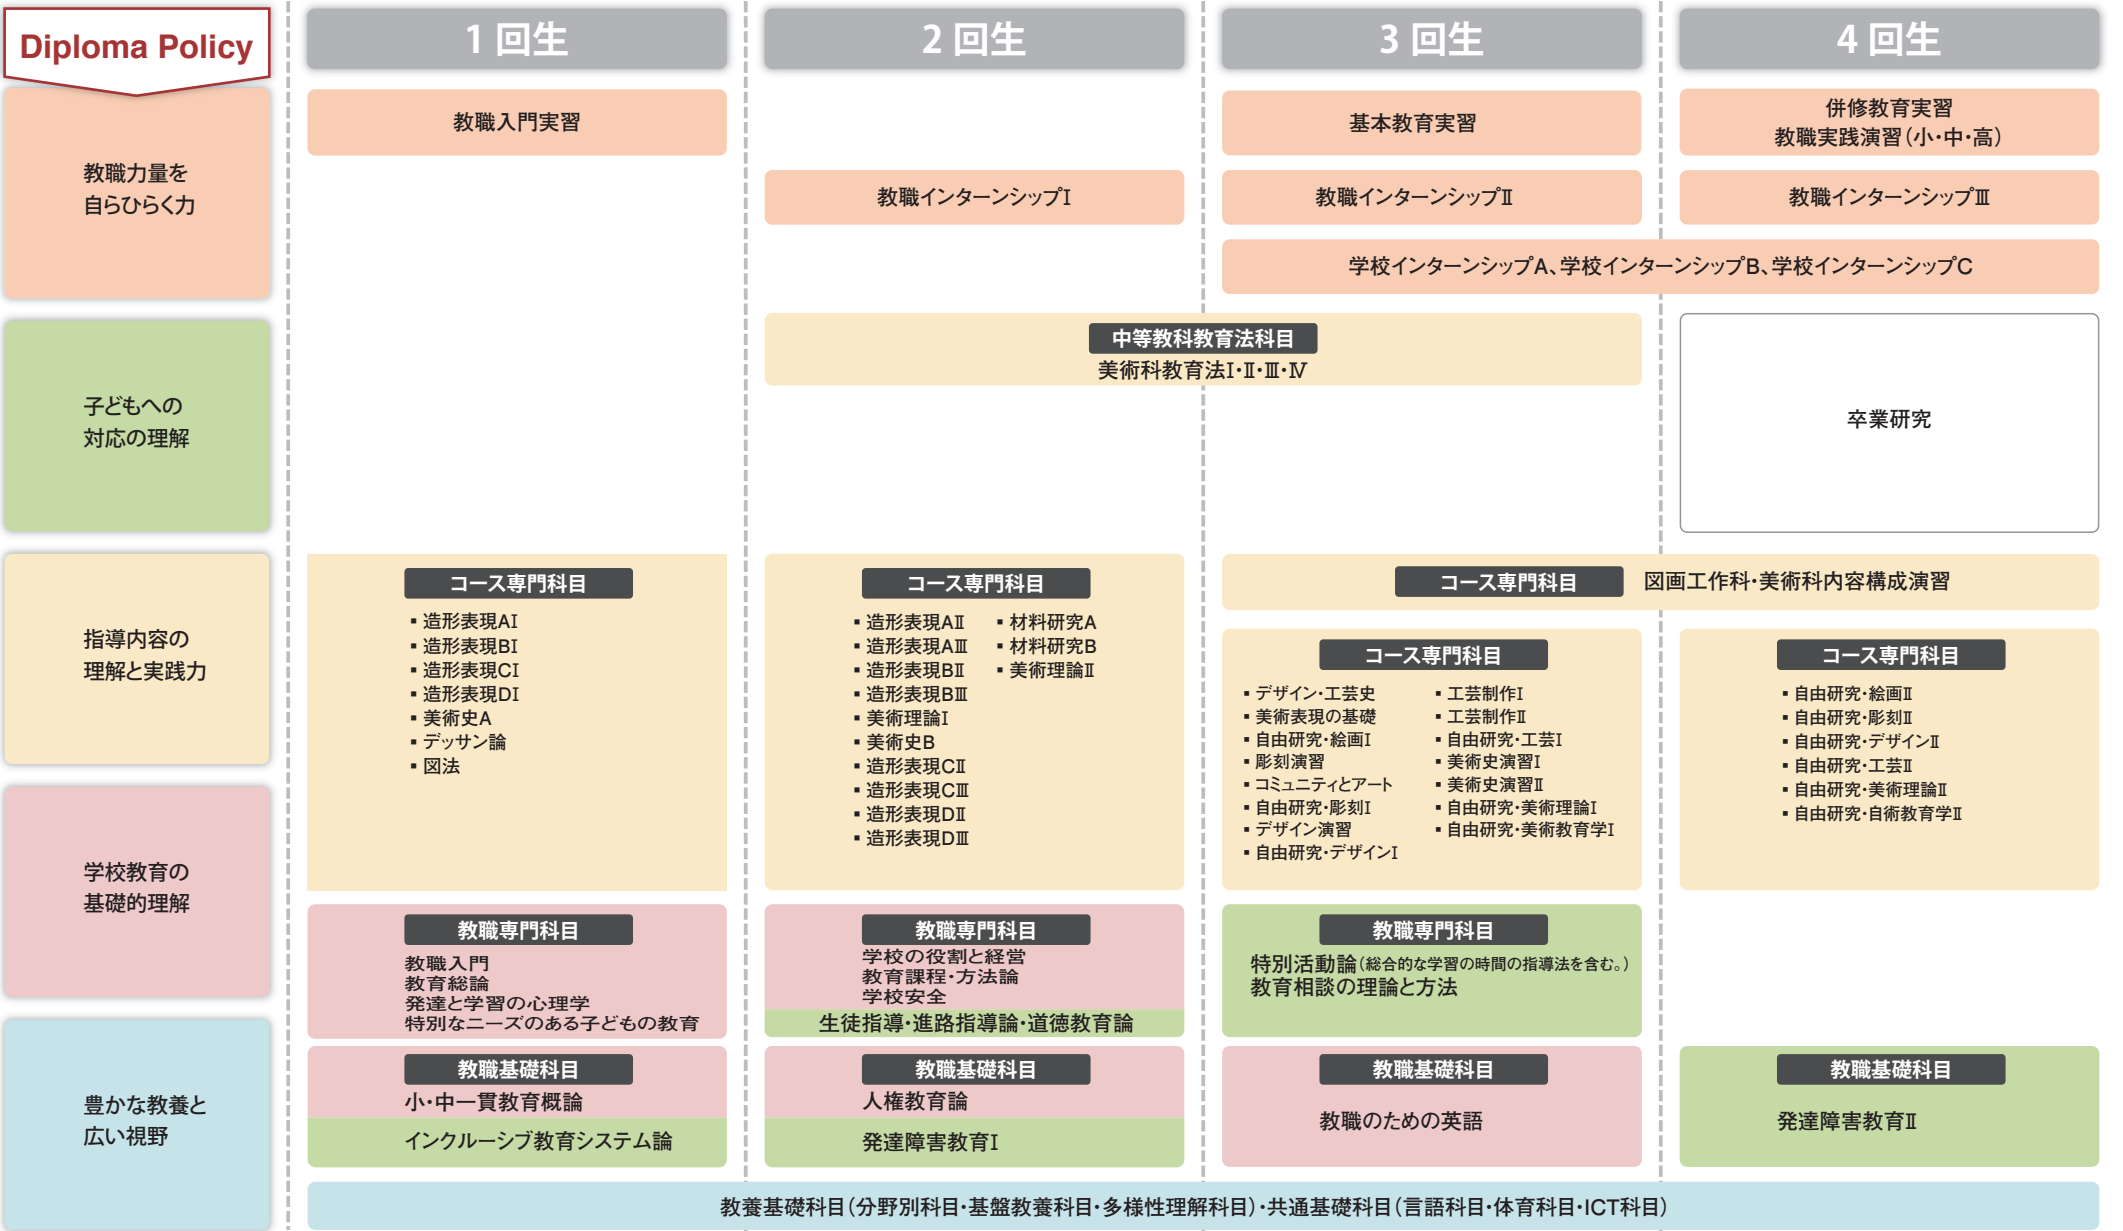 Diploma Policy
1 回生
2 回生
3 回生
4 回生
教職力量を
自らひらく力
教職入門実習
基本教育実習
併修教育実習
教職実践演習(小・中・高)
教職インターンシップⅠ
教職インターンシップⅡ
教職インターンシップⅢ
学校インターンシップA、学校インターンシップB、学校インターンシップC
子どもへの
対応の理解
中等教科教育法科目
美術科教育法Ⅰ・Ⅱ・Ⅲ・Ⅳ
卒業研究
指導内容の
理解と実践力
コース専門科目
▪ 造形表現AⅠ
▪ 造形表現BⅠ
▪ 造形表現CⅠ
▪ 造形表現DⅠ
▪ 美術史A
▪ デッサン論
▪ 図法
コース専門科目
▪ 造形表現AⅡ
▪ 造形表現AⅢ
▪ 造形表現BⅡ
▪ 造形表現BⅢ
▪ 美術理論Ⅰ
▪ 美術史B
▪ 造形表現CⅡ
▪ 造形表現CⅢ
▪ 造形表現DⅡ
▪ 造形表現DⅢ
▪ 材料研究A
▪ 材料研究B
▪ 美術理論Ⅱ
コース専門科目 図画工作科・美術科内容構成演習
コース専門科目
▪ デザイン・工芸史
▪ 美術表現の基礎
▪ 自由研究・絵画Ⅰ
▪ 彫刻演習
▪ コミュニティとアート
▪ 自由研究・彫刻Ⅰ
▪ デザイン演習
▪ 自由研究・デザインⅠ
▪ 工芸制作Ⅰ
▪ 工芸制作Ⅱ
▪ 自由研究・工芸Ⅰ
▪ 美術史演習Ⅰ
▪ 美術史演習Ⅱ
▪ 自由研究・美術理論Ⅰ
▪ 自由研究・美術教育学Ⅰ
コース専門科目
▪ 自由研究・絵画Ⅱ
▪ 自由研究・彫刻Ⅱ
▪ 自由研究・デザインⅡ
▪ 自由研究・工芸Ⅱ
▪ 自由研究・美術理論Ⅱ
▪ 自由研究・自術教育学Ⅱ
学校教育の
基礎的理解
教職専門科目
教職入門
教育総論
発達と学習の心理学
特別なニーズのある子どもの教育
教職専門科目
学校の役割と経営
教育課程・方法論
学校安全
生徒指導・進路指導論・道徳教育論
教職専門科目
特別活動論(総合的な学習の時間の指導法を含む。)
教育相談の理論と方法
豊かな教養と
広い視野
教職基礎科目
小・中一貫教育概論
インクルーシブ教育システム論
教職基礎科目
人権教育論
発達障害教育Ⅰ
教職基礎科目
教職のための英語
教職基礎科目
発達障害教育Ⅱ
教養基礎科目(分野別科目・基盤教養科目・多様性理解科目)・共通基礎科目(言語科目・体育科目・ICT科目)